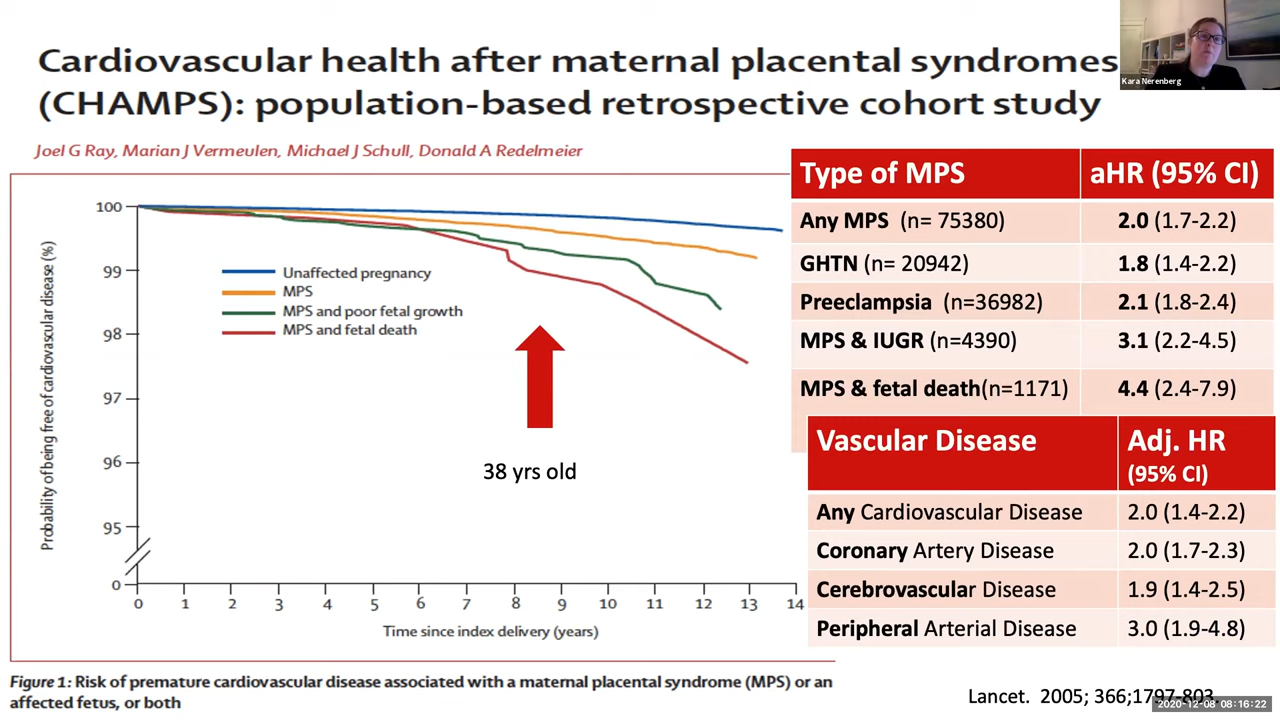 Cardiovascular health after maternal placental syndromes
(CHAMPS): population-based retrospective cohort study
Kara Nerenberg
Joel G Ray, Marian J Vermeulen, Michael J Schull, Donald A Redelmeier
Probability of being free of cardiovascular disease (%)
100
99
98
97
96
95
0
Unaffected pregnancy
MPS
MPS and poor fetal growth
MPS and fetal death
38 yrs old
0 1 2 3 4 5 6 7 8 9 10 11 12 13 14
Time since index delivery (years)
Figure 1: Risk of premature cardiovascular disease associated with a maternal placental syndrome (MPS) or an
affected fetus, or both
Type of MPS aHR (95% CI)
Any MPS (n= 75380) 2.0 (1.7-2.2)
GHTN (n= 20942) 1.8 (1.4-2.2)
Preeclampsia (n=36982) 2.1 (1.8-2.4)
MPS & IUGR (n=4390) 3.1 (2.2-4.5)
MPS & fetal death(n=1171) 4.4 (2.4-7.9)
Vascular Disease Adj. HR
(95% CI)
Any Cardiovascular Disease 2.0 (1.4-2.2)
Coronary Artery Disease 2.0 (1.7-2.3)
Cerebrovascular Disease 1.9 (1.4-2.5)
Peripheral Arterial Disease 3.0 (1.9-4.8)
Lancet. 2005; 366;1797-803.
2020-12-08 08:16:22